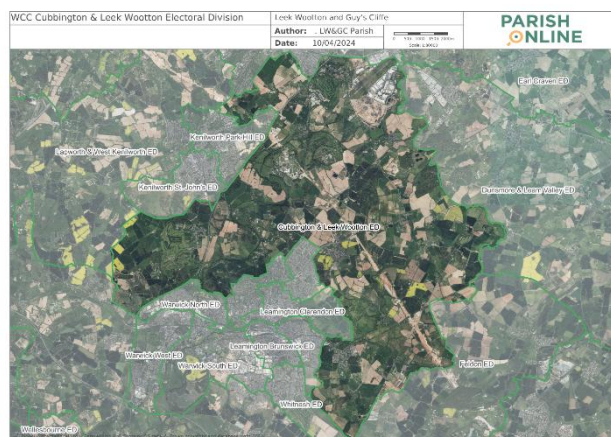 WCC Cubbington & Leek Wootton Electoral Division
Leek Wootton and Guy's Cliffe
Author: . LW&GC Parish
Date: 10/04/2024
PARISH
ONLINE
Earl Craven ED
Kenilworth Park Hill ED
Lapworth & West Kenilworth ED
Kenilworth St. John's ED
Dunsmore & Leam Valley ED
Cubbington & Leek Wootton ED
Warwick North ED
Leamington Clarendon ED
Leamington Brunswick ED
Warwick West ED
Warwick South ED
Feldon ED
Whitnash ED
Wellesbourne ED